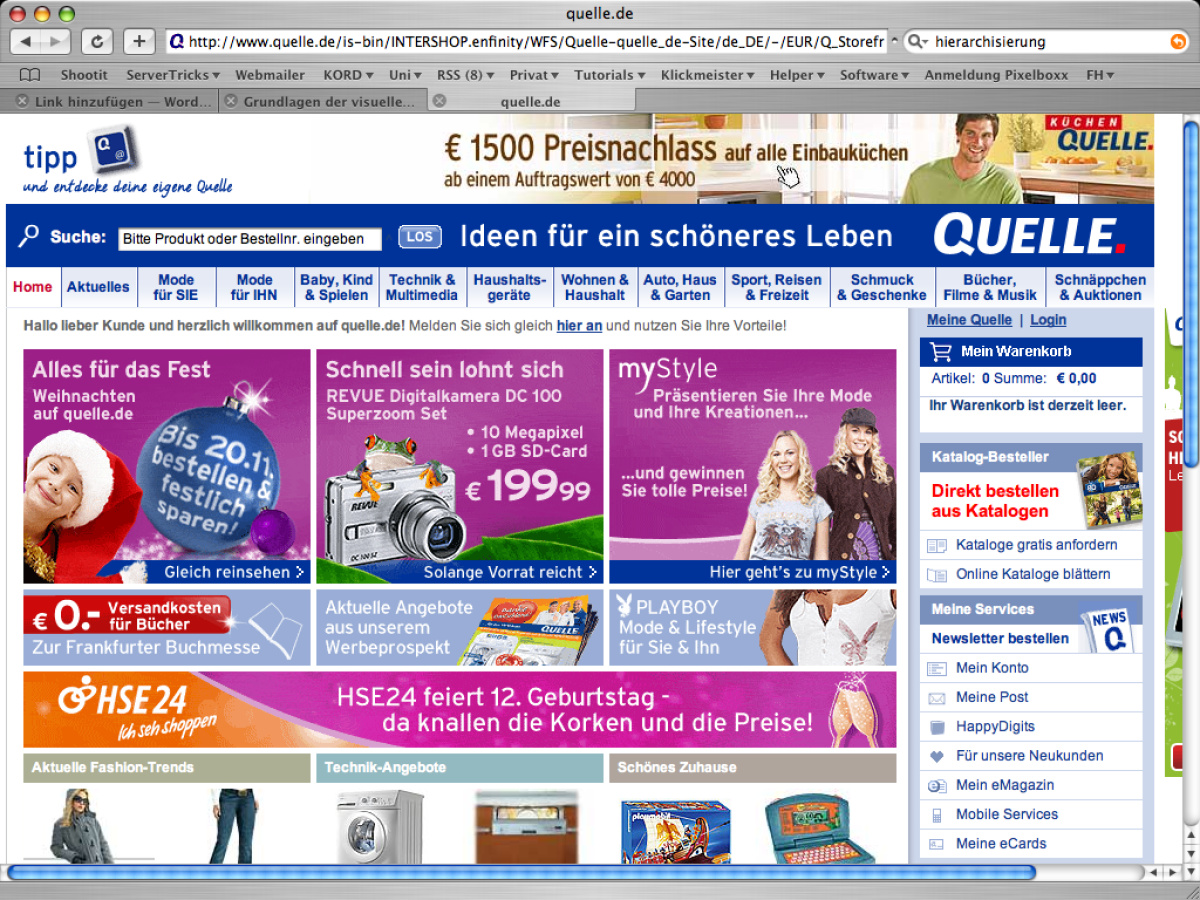 quelle.de
http://www.quelle.de/is-bin/INTERSHOP.enfinity/WFS/Quelle-quelle_de-Site/de_DE/-/EUR/Q_Storefr
hierarchisierung
Shootit ServerTricks Webmailer KORD Uni RSS (8) Privat Tutorials Klickmeister Helper Software Anmeldung Pixelboxx FH
Link hinzufügen — Word... Grundlagen der visuelle... quelle.de
tipp
und entdecke deine eigene Quelle
€ 1500 Preisnachlass auf alle Einbauküchen
ab einem Auftragswert von € 4000
KÜCHEN
QUELLE.
Suche: Bitte Produkt oder Bestellnr. eingeben LOS Ideen für ein schöneres Leben QUELLE.
Home Aktuelles Mode für SIE Mode für IHN Baby, Kind & Spielen Technik & Multimedia Haushalts-geräte Wohnen & Haushalt Auto, Haus & Garten Sport, Reisen & Freizeit Schmuck & Geschenke Bücher, Filme & Musik Schnäppchen & Auktionen
Hallo lieber Kunde und herzlich willkommen auf quelle.de! Melden Sie sich gleich hier an und nutzen Sie Ihre Vorteile!
Alles für das Fest
Weihnachten
auf quelle.de
Bis 20.11.
bestellen &
festlich
sparen!
Gleich reinsehen
Schnell sein lohnt sich
REVUE Digitalkamera DC 100
Superzoom Set
• 10 Megapixel
• 1 GB SD-Card
€ 199 99
REVUE
DC 100 SZ
Solange Vorrat reicht
myStyle
Präsentieren Sie Ihre Mode
und Ihre Kreationen...
...und gewinnen
Sie tolle Preise!
Hier geht's zu myStyle
€ 0.- Versandkosten
für Bücher
Zur Frankfurter Buchmesse
Aktuelle Angebote
aus unserem
Werbeprospekt
QUELLE
PLAYBOY
Mode & Lifestyle
für Sie & Ihn
HSE24
Ich seh shoppen
HSE24 feiert 12. Geburtstag -
da knallen die Korken und die Preise!
Aktuelle Fashion-Trends
Technik-Angebote
Schönes Zuhause
playmobil
Meine Quelle | Login
Mein Warenkorb
Artikel: 0 Summe: € 0,00
Ihr Warenkorb ist derzeit leer.
Katalog-Besteller
Direkt bestellen
aus Katalogen
Kataloge gratis anfordern
Online Kataloge blättern
Meine Services
Newsletter bestellen
NEWS
Q
Mein Konto
Meine Post
HappyDigits
Für unsere Neukunden
Mein eMagazin
Mobile Services
Meine eCards